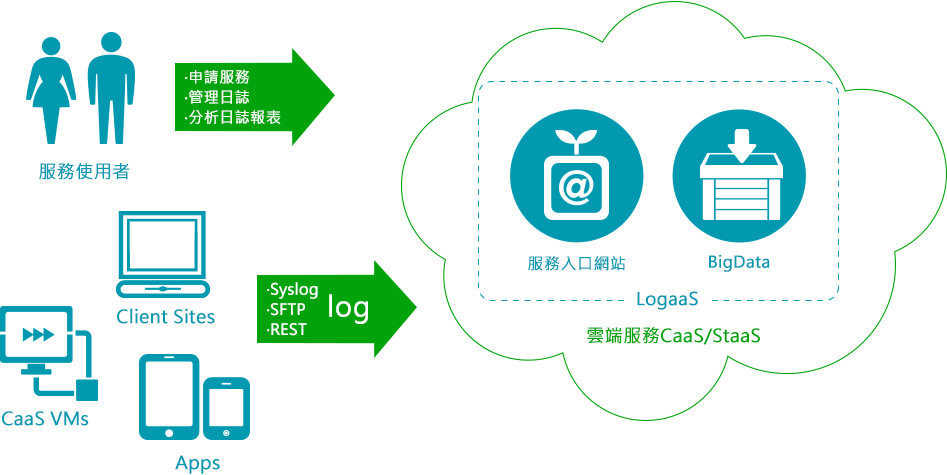 ·申請服務
·管理日誌
·分析日誌報表
服務使用者
@
服務入口網站
BigData
LogaaS
雲端服務CaaS/StaaS
Client Sites
·Syslog
·SFTP
·REST
log
CaaS VMs
Apps